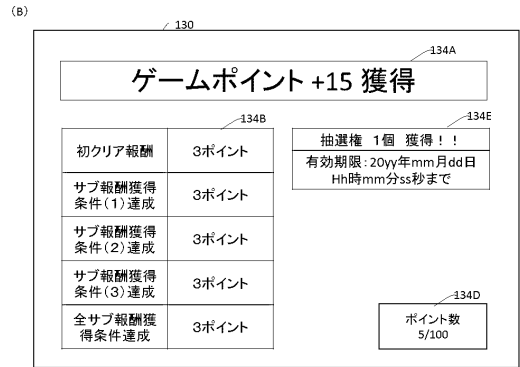 (B)
130
134A
ゲームポイント +15 獲得
134B
初クリア報酬 3ポイント
サブ報酬獲得
条件(1)達成 3ポイント
サブ報酬獲得
条件(2)達成 3ポイント
サブ報酬獲得
条件(3)達成 3ポイント
全サブ報酬獲
得条件達成 3ポイント
134E
抽選権 1個 獲得！！
有効期限:20yy年mm月dd日
Hh時mm分ss秒まで
134D
ポイント数
5/100